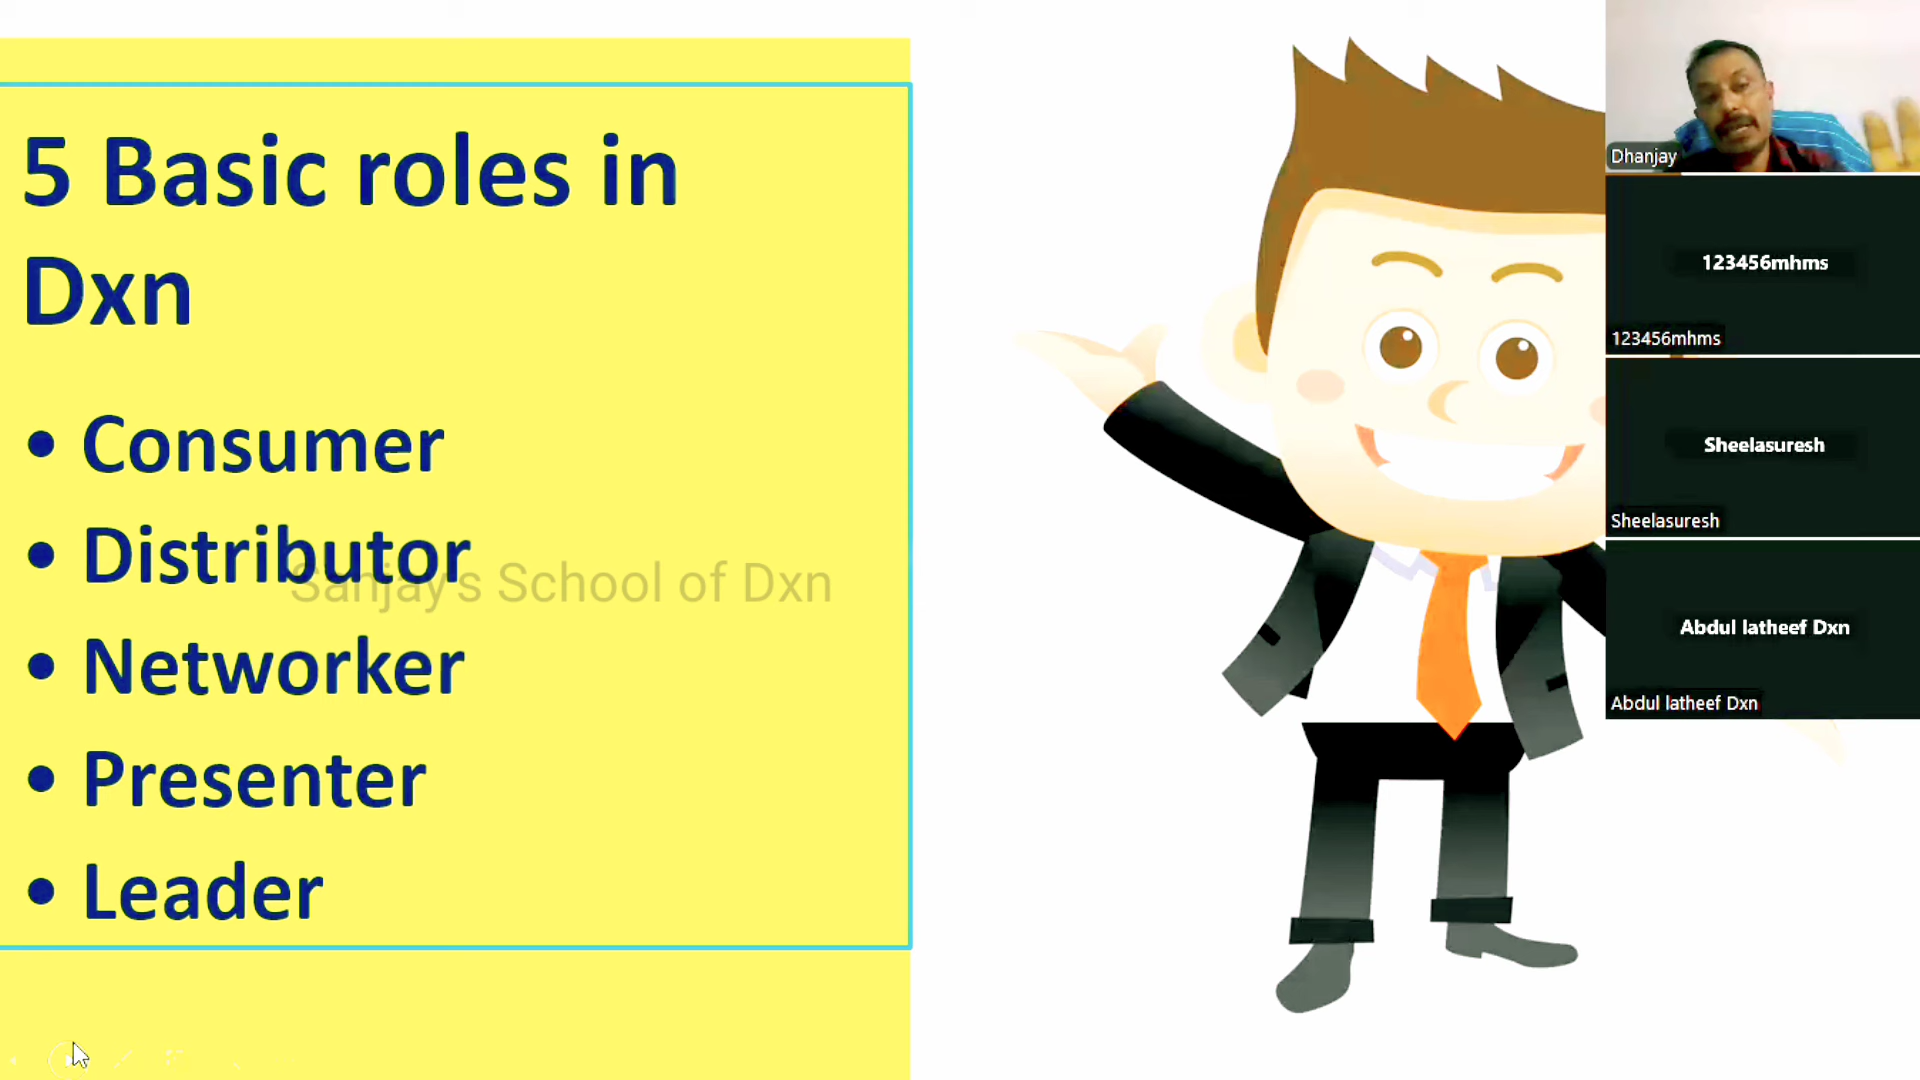 5 Basic roles in
Dxn
• Consumer
• Distributor
• Networker
• Presenter
• Leader
Sanjay's School of Dxn
Dhanjay
123456mhms
123456mhms
Sheelasuresh
Sheelasuresh
Abdul latheef Dxn
Abdul latheef Dxn